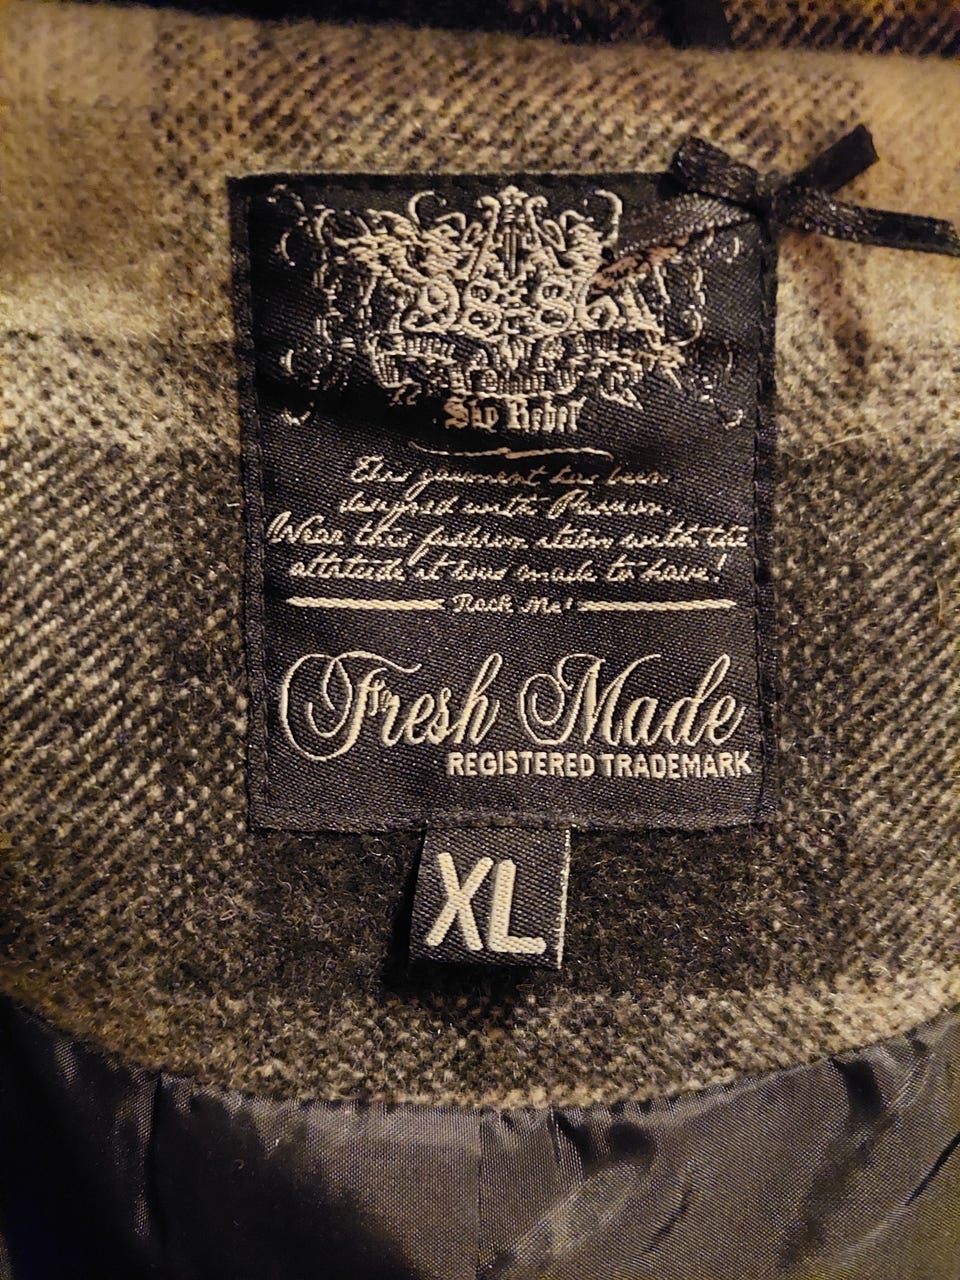 9886
Sky Rebel
This garment has been
designed with Passion.
Wear this fashion item with the
attitude it was made to have!
Rock Me!
Fresh Made
REGISTERED TRADEMARK
XL